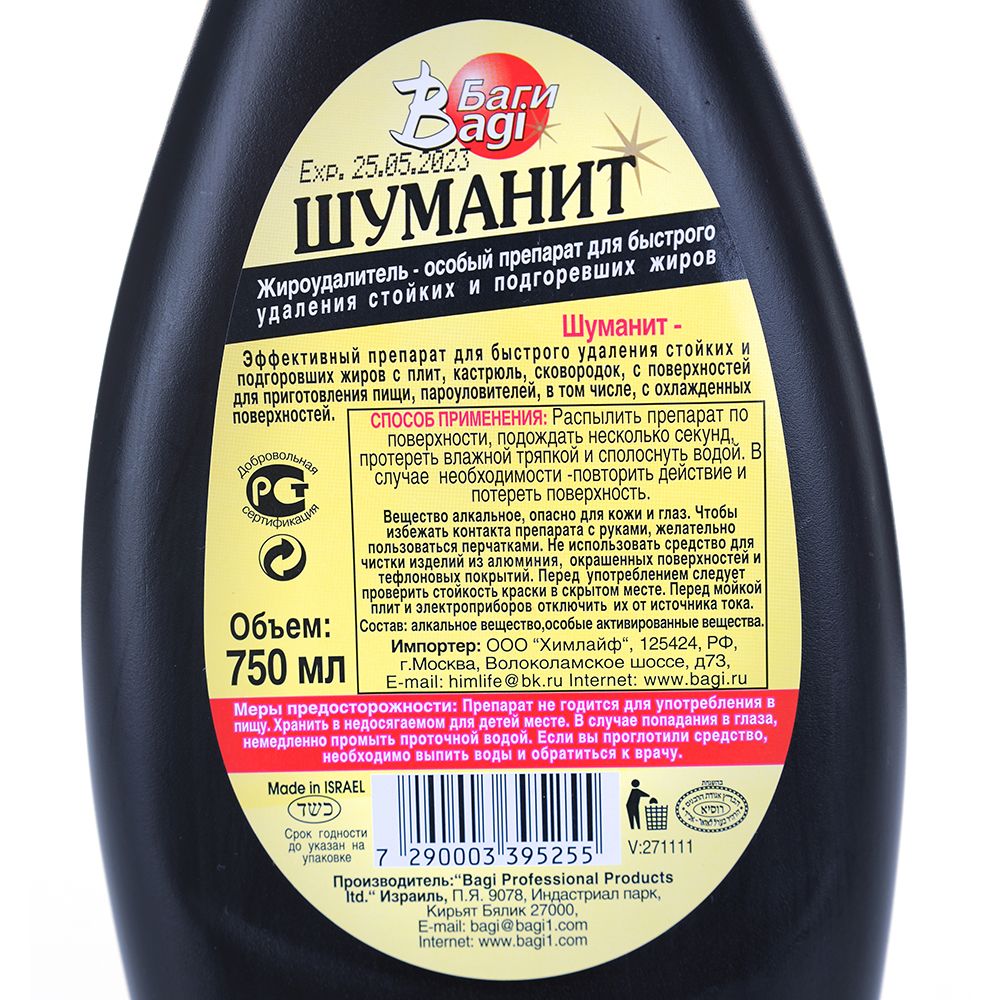 Баги
Bagi
Exp. 25.05.2023
ШУМАНИТ
Жироудалитель - особый препарат для быстрого
удаления стойких и подгоревших жиров
Шуманит -
Эффективный препарат для быстрого удаления стойких и
подгоровших жиров с плит, кастрюль, сковородок, с поверхностей
для приготовления пищи, пароуловителей, в том числе, с охлажденных
поверхностей.
СПОСОБ ПРИМЕНЕНИЯ: Распылить препарат по
поверхности, подождать несколько секунд,
протереть влажной тряпкой и сполоснуть водой. В
случае необходимости -повторить действие и
потереть поверхность.
Вещество алкальное, опасно для кожи и глаз. Чтобы
избежать контакта препарата с руками, желательно
пользоваться перчатками. Не использовать средство для
чистки изделий из алюминия, окрашенных поверхностей и
тефлоновых покрытий. Перед употреблением следует
проверить стойкость краски в скрытом месте. Перед мойкой
плит и электроприборов отключить их от источника тока.
Состав: алкальное вещество,особые активированные вещества.
Импортер: ООО "Химлайф", 125424, РФ,
г.Москва, Волоколамское шоссе, д73,
E-mail: himlife@bk.ru Internet: www.bagi.ru
Добровольная
РСТ
сертификация
Объем:
750 мл
Меры предосторожности: Препарат не годится для употребления в
пищу. Хранить в недосягаемом для детей месте. В случае попадания в глаза,
немедленно промыть проточной водой. Если вы проглотили средство,
необходимо выпить воды и обратиться к врачу.
Made in ISRAEL
כשר
Срок годности
до указан на
упаковке
7 290003 395255
בהשגחת
רוסיא
V:271111
Производитель:"Bagi Professional Products
ltd." Израиль, П.Я. 9078, Индастриал парк,
Кирьят Бялик 27000,
E-mail: bagi@bagi1.com
Internet: www.bagi1.com